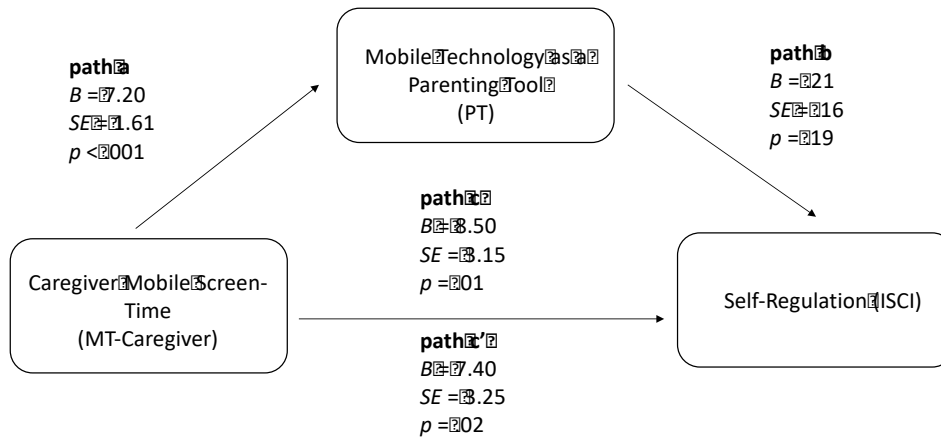 path a
B = 7.20
SE = 1.61
p < .001
Mobile Technology as a
Parenting Tool
(PT)
path b
B = .21
SE = .16
p = .19
path c
B = 8.50
SE = 3.15
p = .01
Caregiver Mobile Screen-
Time
(MT-Caregiver)
Self-Regulation (ISCI)
path c’
B = 7.40
SE = 3.25
p = .02